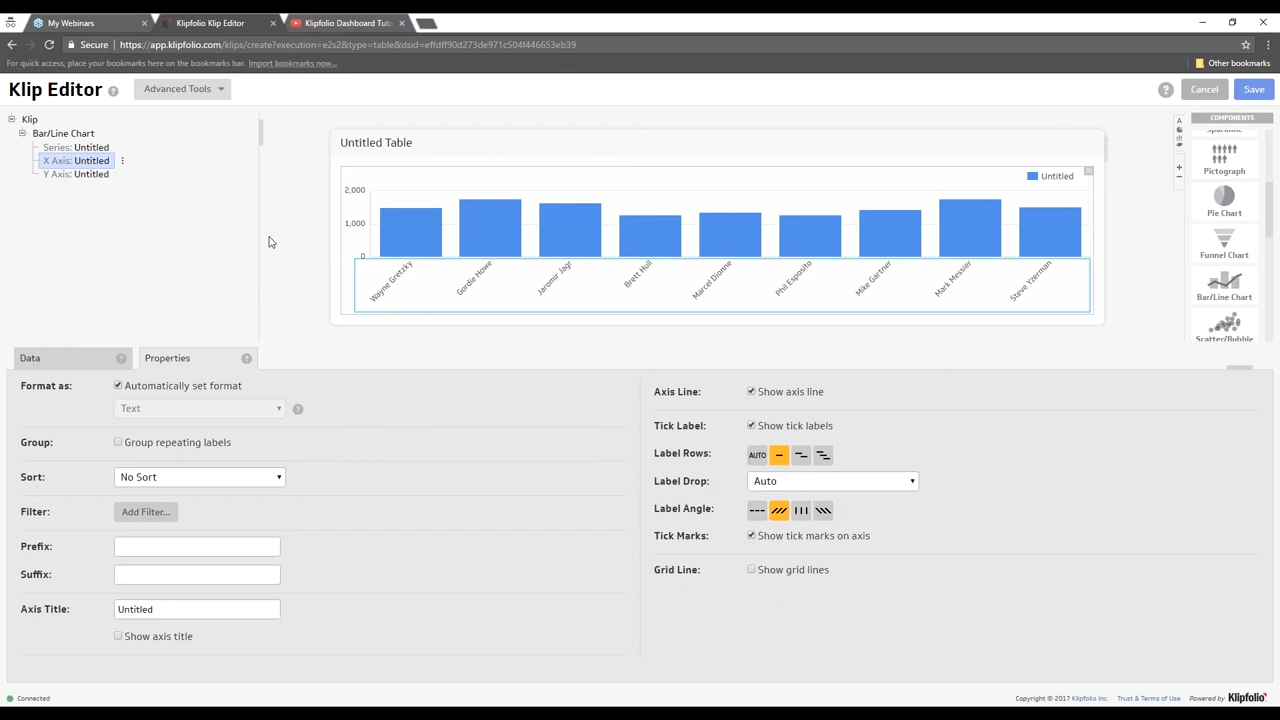 My Webinars
Klipfolio Klip Editor
Klipfolio Dashboard Tuto
Secure
https://app.klipfolio.com/klips/create?execution=e2s2&type=table&dsid=effdff90d273de971c504f446653eb39
For quick access, place your bookmarks here on the bookmarks bar. Import bookmarks now...
Other bookmarks
Klip Editor
Advanced Tools
Cancel
Save
Klip
Bar/Line Chart
Series: Untitled
X Axis: Untitled
Y Axis: Untitled
Untitled Table
Untitled
2,000
1,000
0
Wayne Gretzky
Gordie Howe
Jaromir Jagr
Brett Hull
Marcel Dionne
Phil Esposito
Mike Gartner
Mark Messier
Steve Yzerman
COMPONENTS
Sparkline
Pictograph
Pie Chart
Funnel Chart
Bar/Line Chart
Scatter/Bubble
Data
Properties
Format as:
Automatically set format
Text
Group:
Group repeating labels
Sort:
No Sort
Filter:
Add Filter...
Prefix:
Suffix:
Axis Title:
Untitled
Show axis title
Axis Line:
Show axis line
Tick Label:
Show tick labels
Label Rows:
AUTO
Label Drop:
Auto
Label Angle:
Tick Marks:
Show tick marks on axis
Grid Line:
Show grid lines
Connected
Copyright © 2017 Klipfolio Inc.
Trust & Terms of Use
Powered by Klipfolio